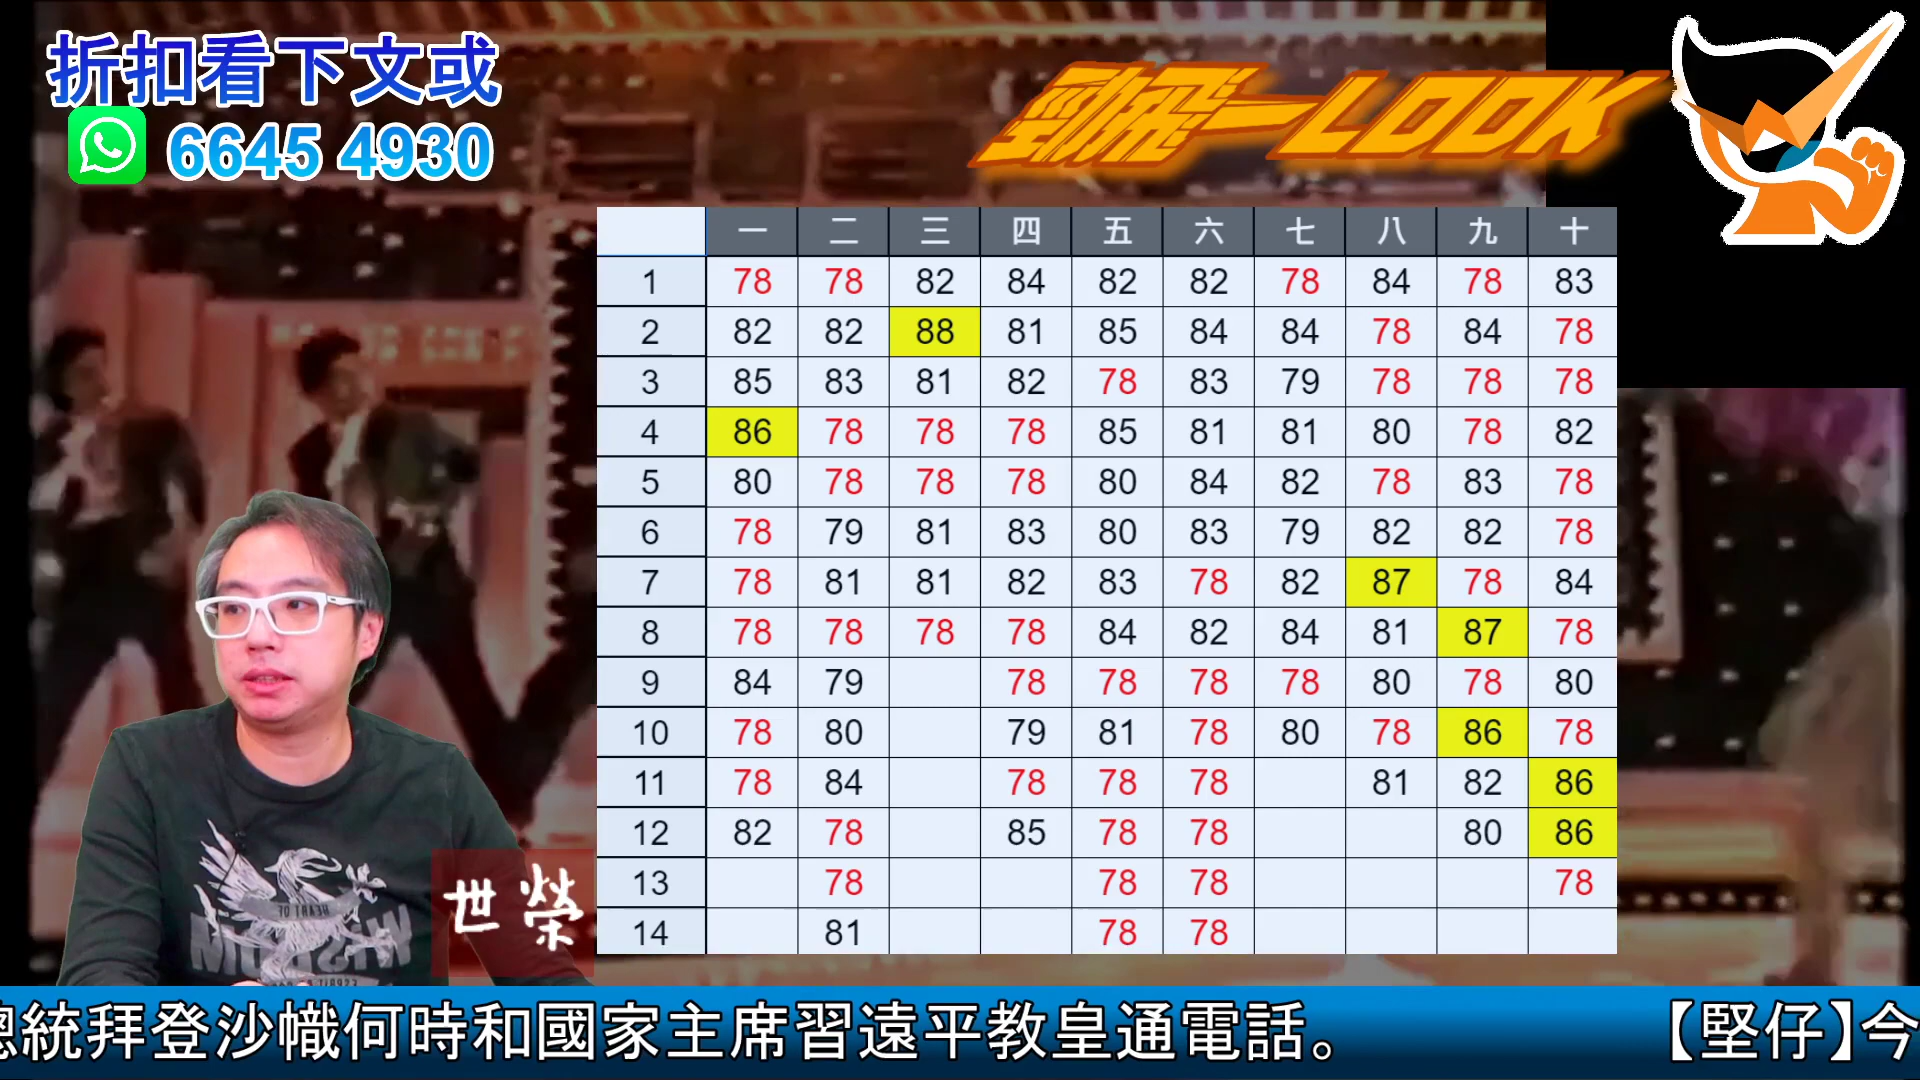 折扣看下文或
6645 4930
勁飛一LOOK
一 二 三 四 五 六 七 八 九 十
1 78 78 82 84 82 82 78 84 78 83
2 82 82 88 81 85 84 84 78 84 78
3 85 83 81 82 78 83 79 78 78 78
4 86 78 78 78 85 81 81 80 78 82
5 80 78 78 78 80 84 82 78 83 78
6 78 79 81 83 80 83 79 82 82 78
7 78 81 81 82 83 78 82 87 78 84
8 78 78 78 78 84 82 84 81 87 78
9 84 79 78 78 78 78 80 78 80
10 78 80 79 81 78 80 78 86 78
11 78 84 78 78 78 81 82 86
12 82 78 85 78 78 80 86
13 78 78 78 78
14 81 78 78
世榮
總統拜登沙幟何時和國家主席習遠平教皇通電話。 【堅仔】今